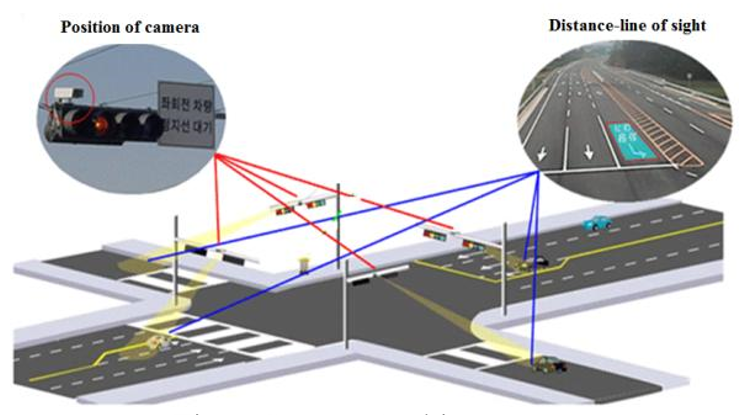 Position of camera
Distance-line of sight
좌회전 차량
정지선 대기